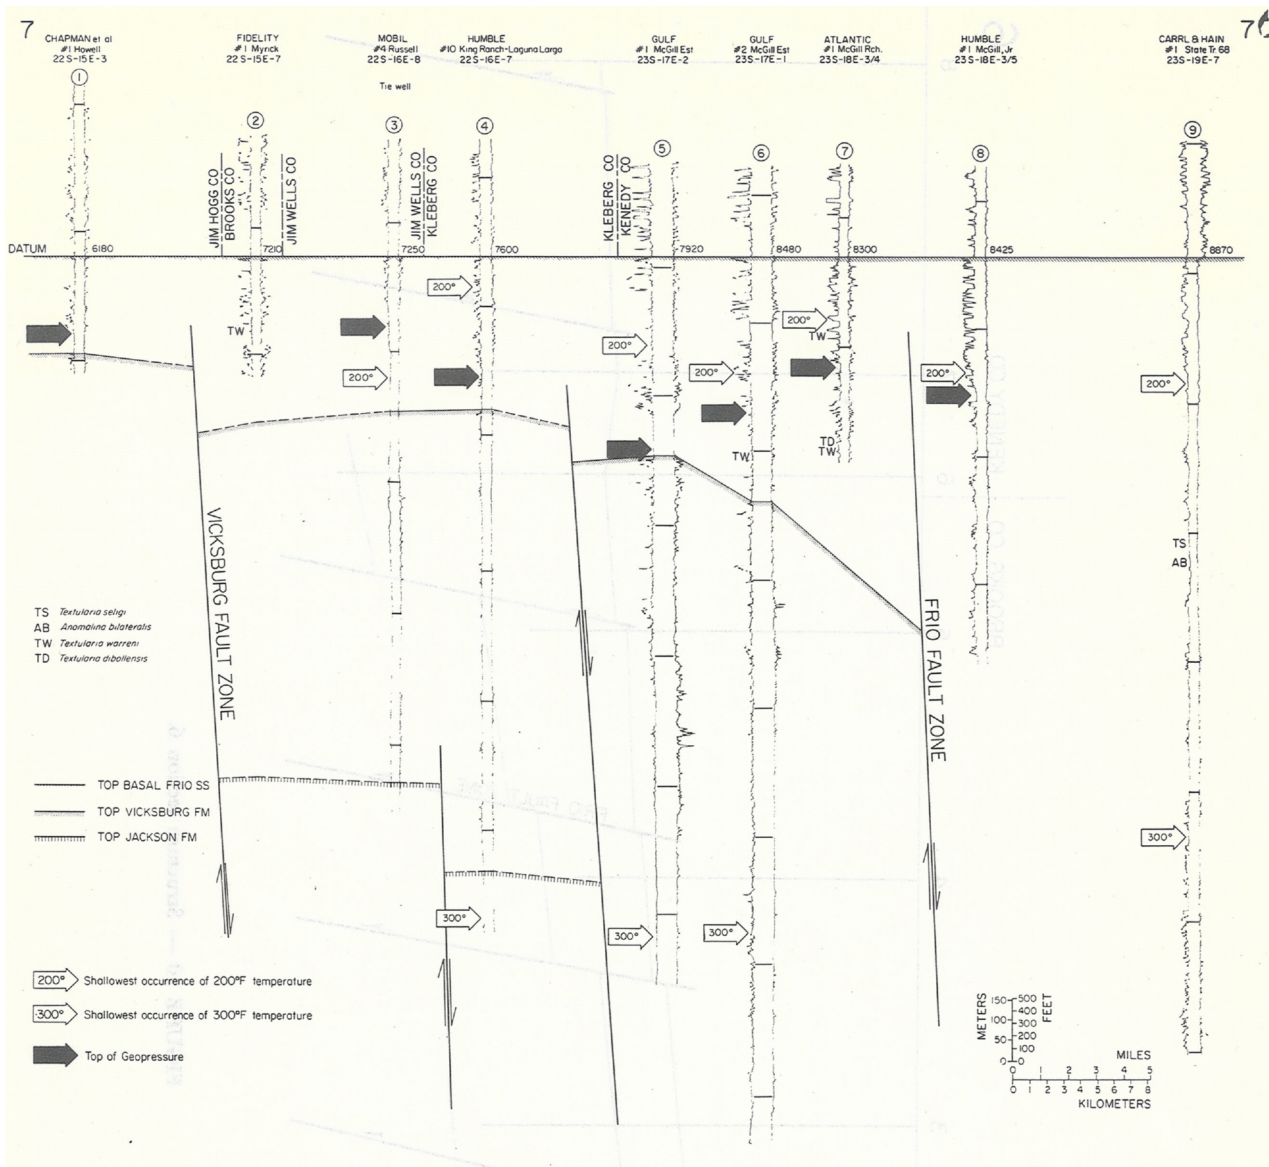 7
7
CHAPMAN et al
#1 Howell
22S-15E-3
1
FIDELITY
#1 Myrick
22S-15E-7
2
MOBIL
#4 Russell
22S-16E-8
Tie well
3
HUMBLE
#10 King Ranch-Laguna Larga
22S-16E-7
4
GULF
#1 McGill Est
23S-17E-2
5
GULF
#2 McGill Est
23S-17E-1
6
ATLANTIC
#1 McGill Rch.
23S-18E-3/4
7
HUMBLE
#1 McGill, Jr
23S-18E-3/5
8
CARRL & HAIN
#1 State Tr. 68
23S-19E-7
9
JIM HOGG CO
BROOKS CO
JIM WELLS CO
JIM WELLS CO
KLEBERG CO
KLEBERG CO
KENEDY CO
DATUM
6180
7210
7250
7600
7920
8480
8300
8425
8870
200°
TW
200°
200°
200°
200°
TW
200°
200°
TD
TW
TW
TS
AB
VICKSBURG FAULT ZONE
FRIO FAULT ZONE
TS Textularia seligi
AB Anomalina bilateralis
TW Textularia warreni
TD Textularia dibollensis
TOP BASAL FRIO SS
TOP VICKSBURG FM
TOP JACKSON FM
300°
300°
300°
300°
200° Shallowest occurrence of 200°F temperature
300° Shallowest occurrence of 300°F temperature
Top of Geopressure
METERS
150
100
50
0
500
400
300
200
100
0
FEET
MILES
0 1 2 3 4 5
0 1 2 3 4 5 6 7 8
KILOMETERS